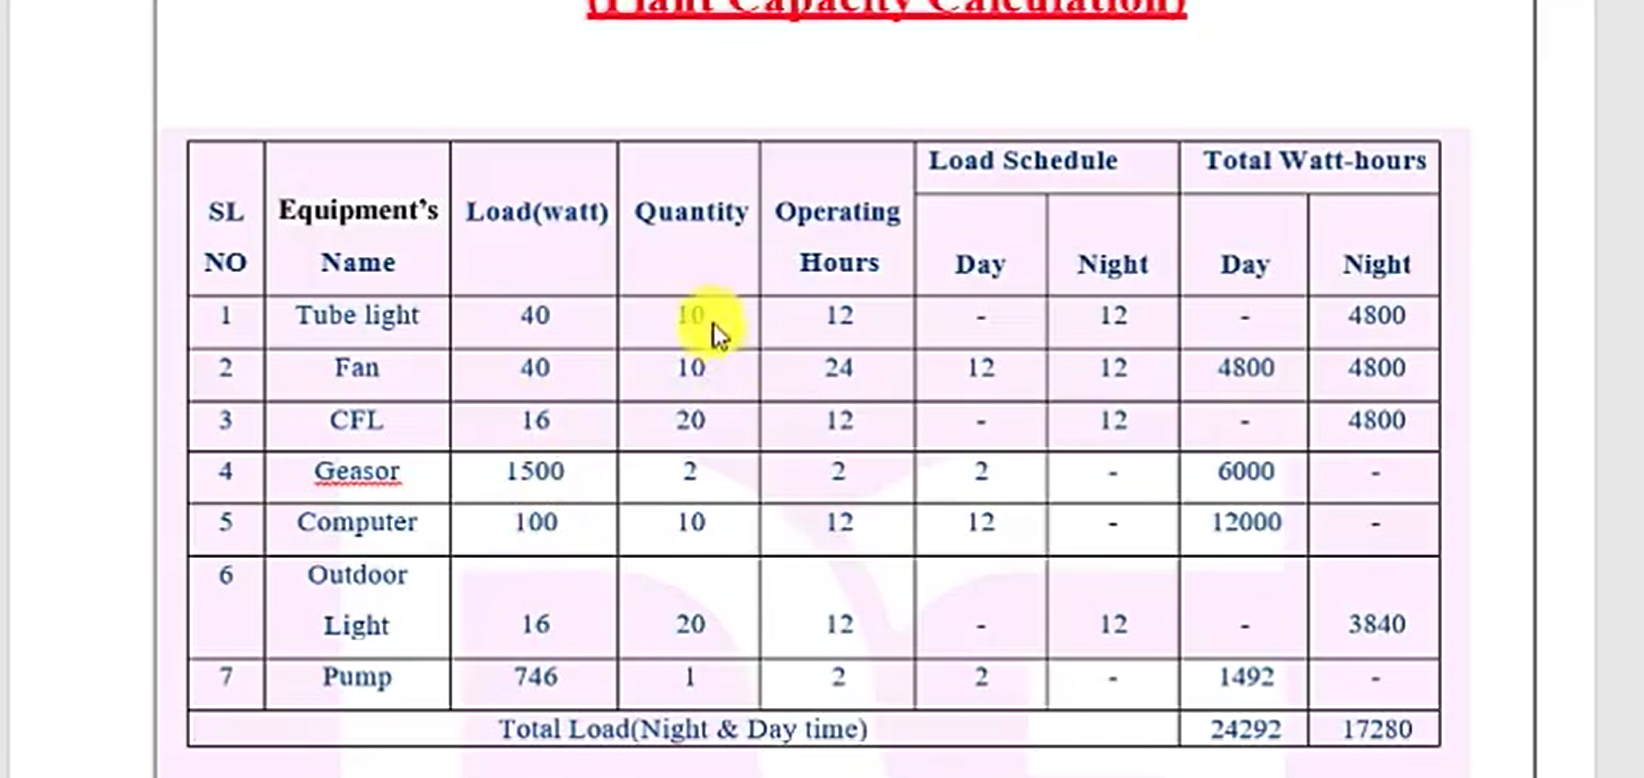 (Plant Capacity Calculation)
SL NO Equipment’s Name Load(watt) Quantity Operating Hours Load Schedule Total Watt-hours
Day Night Day Night
1 Tube light 40 10 12 - 12 - 4800
2 Fan 40 10 24 12 12 4800 4800
3 CFL 16 20 12 - 12 - 4800
4 Geasor 1500 2 2 2 - 6000 -
5 Computer 100 10 12 12 - 12000 -
6 Outdoor Light 16 20 12 - 12 - 3840
7 Pump 746 1 2 2 - 1492 -
Total Load(Night & Day time) 24292 17280